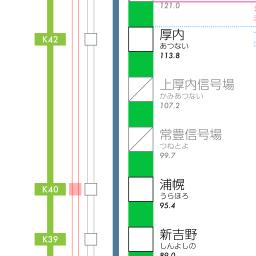 121.0
K42
厚内
あつない
113.8
上厚内信号場
かみあつない
107.2
常豊信号場
つねとよ
99.7
K40
浦幌
うらほろ
95.4
K39
新吉野
しんよしの
89.0